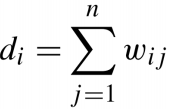 d_i = \sum_{j=1}^{n} w_{ij}